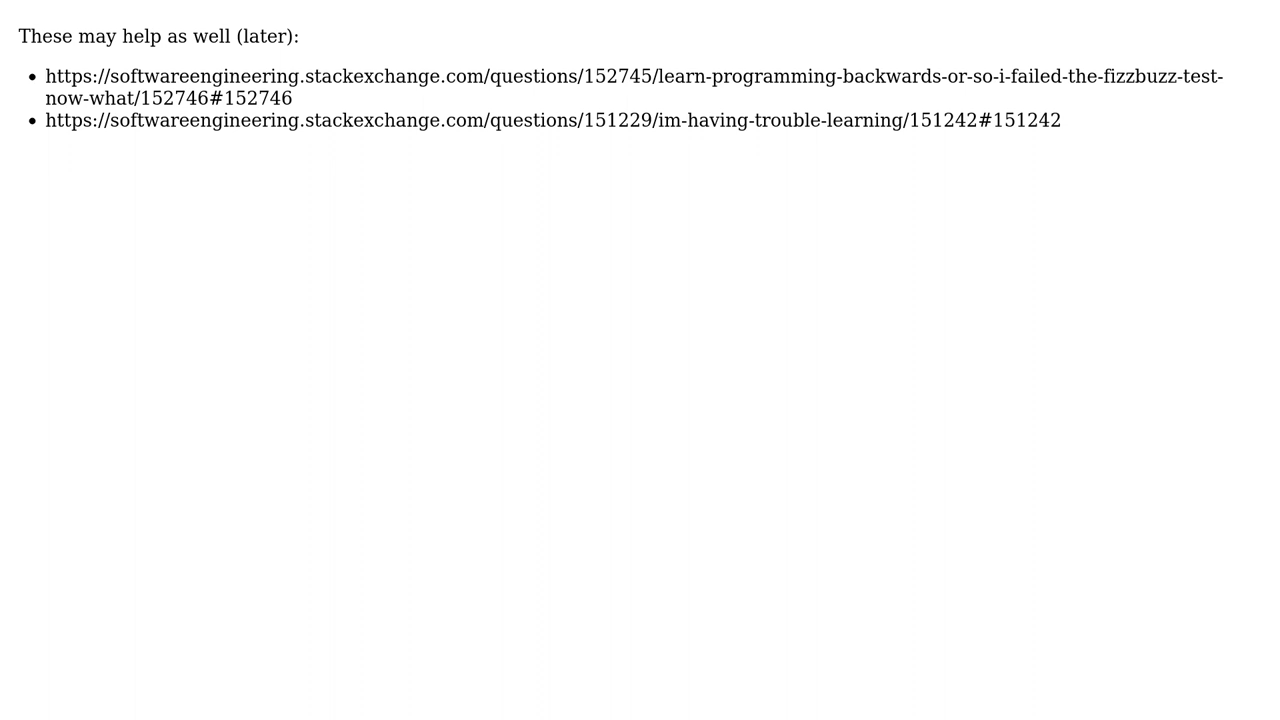 These may help as well (later):
• https://softwareengineering.stackexchange.com/questions/152745/learn-programming-backwards-or-so-i-failed-the-fizzbuzz-test-
now-what/152746#152746
• https://softwareengineering.stackexchange.com/questions/151229/im-having-trouble-learning/151242#151242